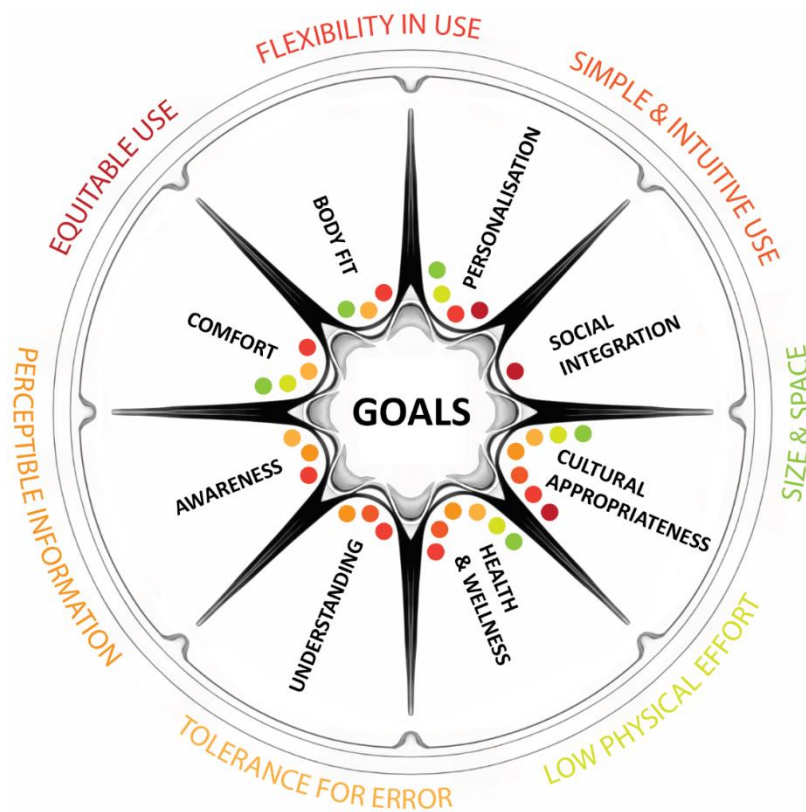 FLEXIBILITY IN USE
SIMPLE & INTUITIVE USE
SIZE & SPACE
LOW PHYSICAL EFFORT
TOLERANCE FOR ERROR
PERCEPTIBLE INFORMATION
EQUITABLE USE
BODY FIT
PERSONALISATION
SOCIAL
INTEGRATION
CULTURAL
APPROPRIATENESS
HEALTH
& WELLNESS
UNDERSTANDING
AWARENESS
COMFORT
GOALS